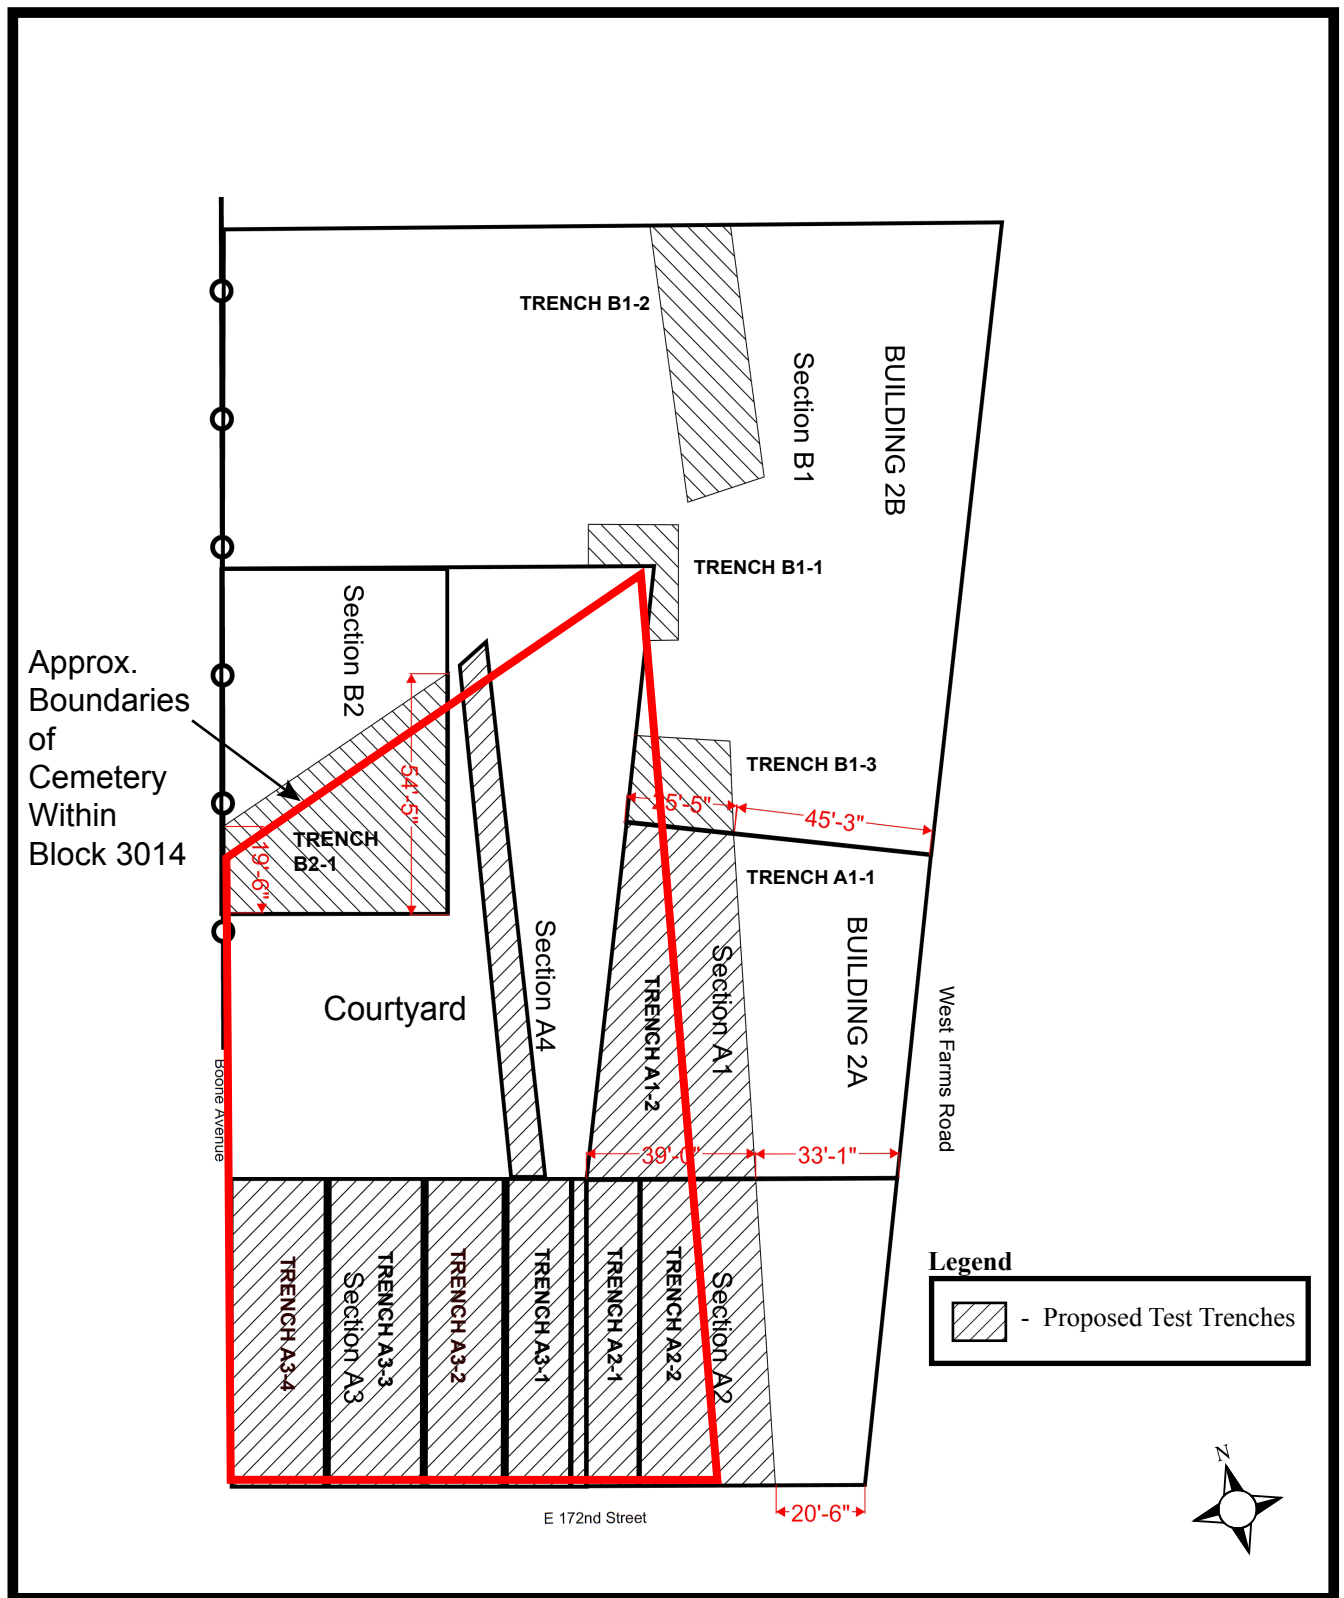 TRENCH B1-2
Section B1
BUILDING 2B
TRENCH B1-1
Section B2
Approx.
Boundaries
of
Cemetery
Within
Block 3014
54'-5"
19'-6"
TRENCH
B2-1
TRENCH B1-3
25'-5"
45'-3"
TRENCH A1-1
Section A4
Courtyard
TRENCH A1-2
Section A1
BUILDING 2A
West Farms Road
Boone Avenue
39'-0"
33'-1"
TRENCH A3-4
Section A3
TRENCH A3-3
TRENCH A3-2
TRENCH A3-1
TRENCH A2-1
TRENCH A2-2
Section A2
Legend
- Proposed Test Trenches
N
20'-6"
E 172nd Street